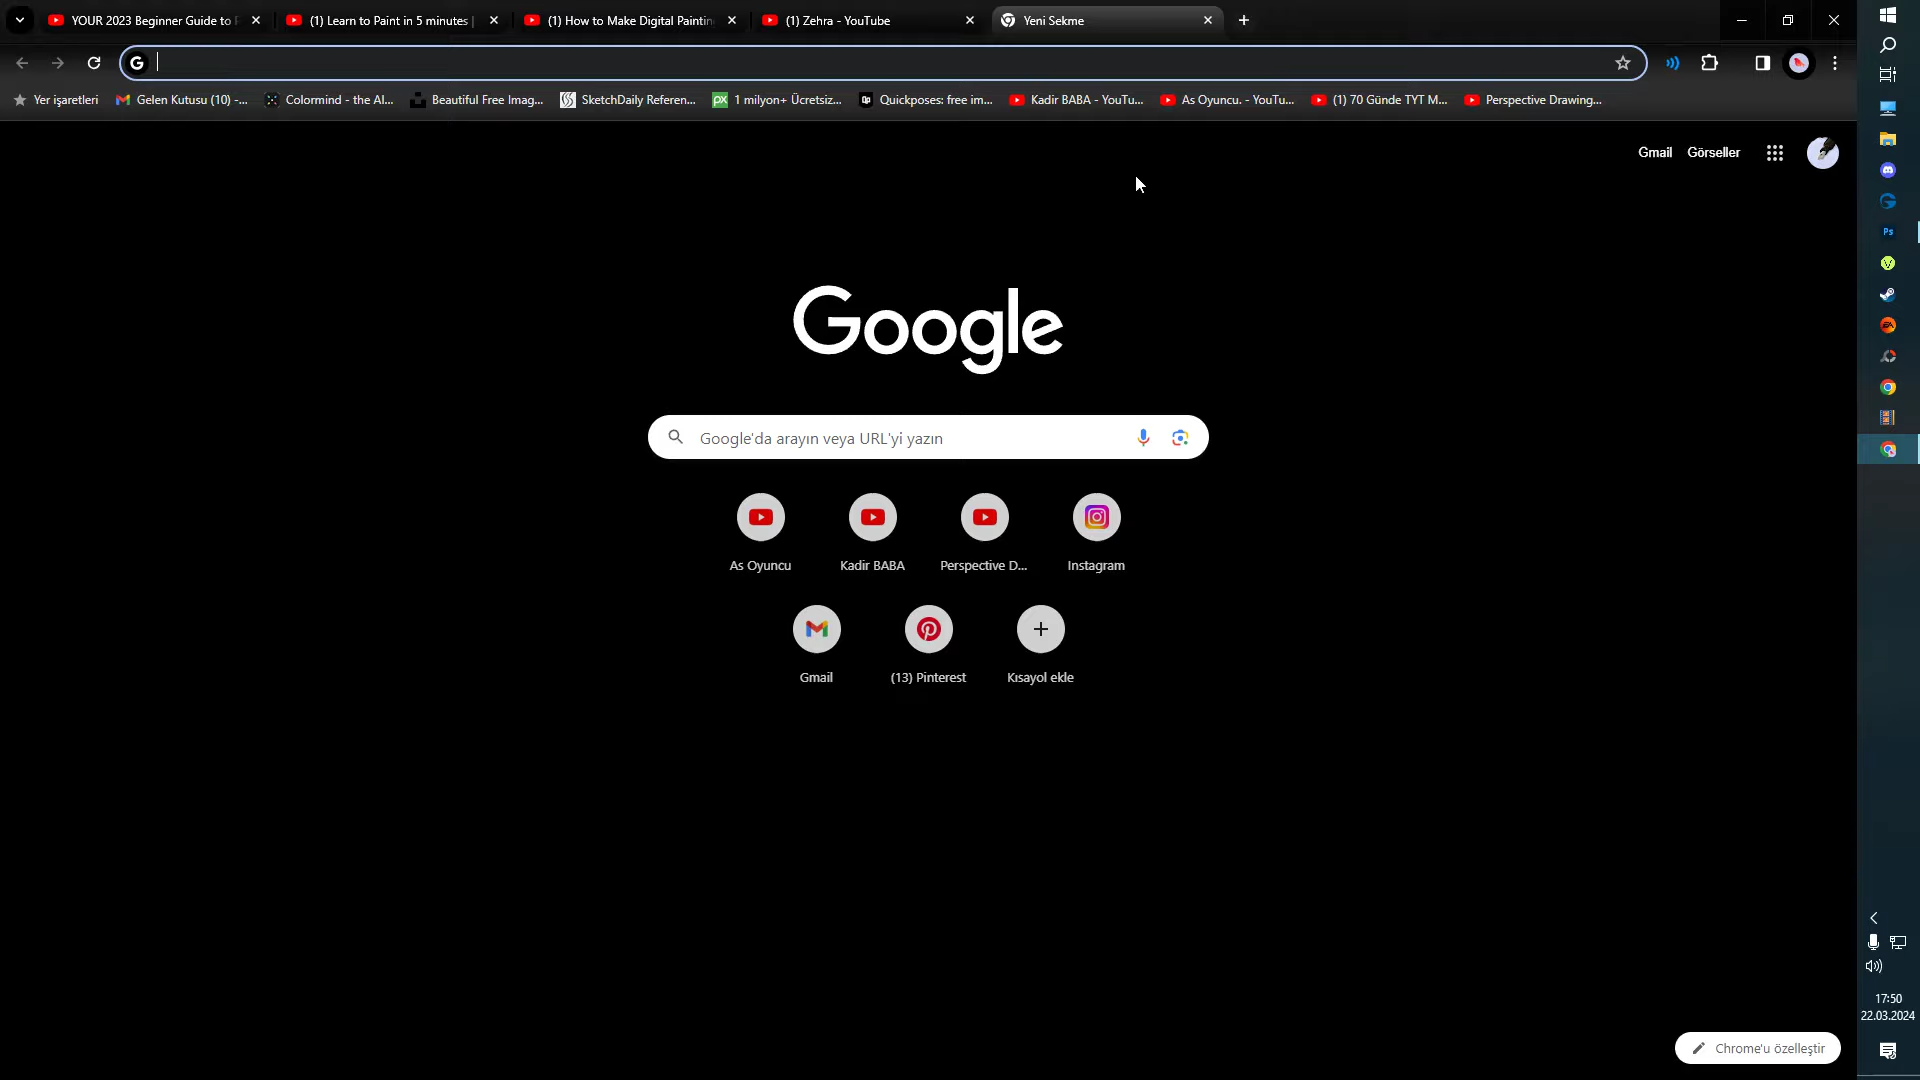 YOUR 2023 Beginner Guide to
(1) Learn to Paint in 5 minutes |
(1) How to Make Digital Paintin
(1) Zehra - YouTube
Yeni Sekme
Yer işaretleri
Gelen Kutusu (10) -...
Colormind - the AI...
Beautiful Free Imag...
SketchDaily Referen...
px
1 milyon+ Ücretsiz...
Quickposes: free im...
Kadir BABA - YouTu...
As Oyuncu. - YouTu...
(1) 70 Günde TYT M...
Perspective Drawing...
Gmail
Görseller
Google
Google'da arayın veya URL'yi yazın
As Oyuncu
Kadir BABA
Perspective D...
Instagram
Gmail
(13) Pinterest
Kısayol ekle
Chrome'u özelleştir
Ps
EA
17:50
22.03.2024